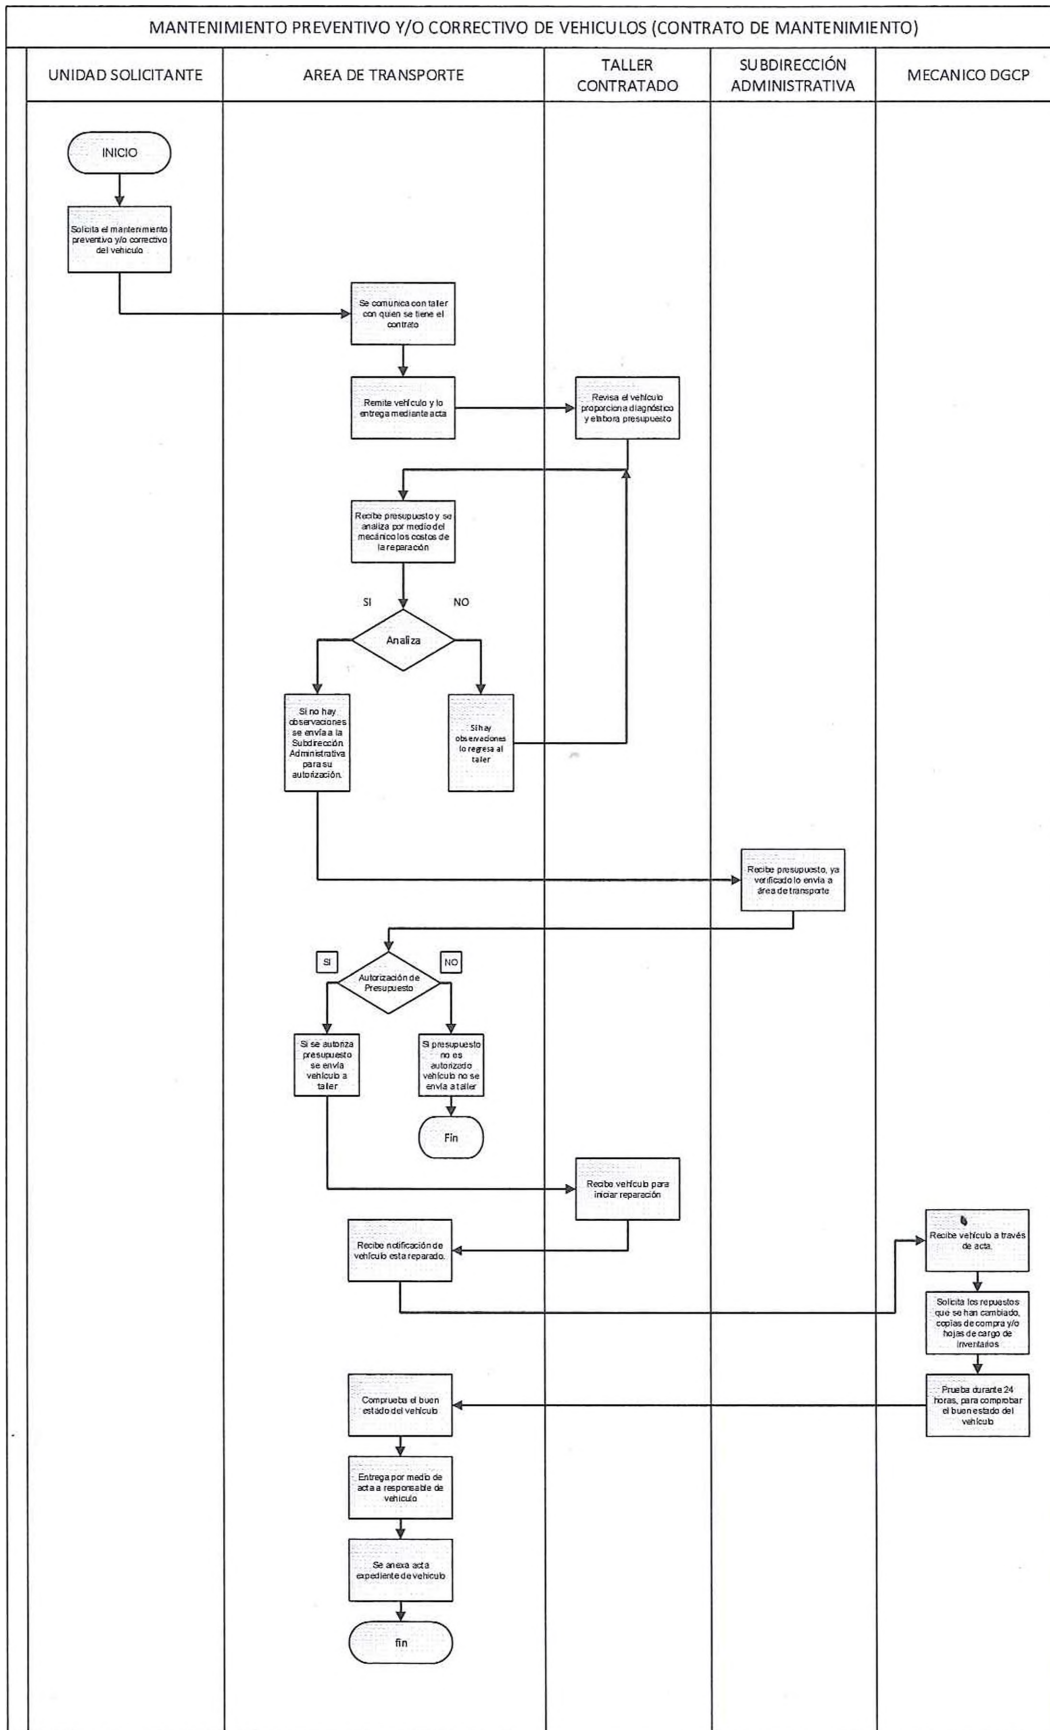 MANTENIMIENTO PREVENTIVO Y/O CORRECTIVO DE VEHICULOS (CONTRATO DE MANTENIMIENTO)
UNIDAD SOLICITANTE
AREA DE TRANSPORTE
TALLER
CONTRATADO
SUBDIRECCIÓN
ADMINISTRATIVA
MECANICO DGCP
INICIO
Solicita el mantenimiento
preventivo y/o correctivo
del vehiculo
Se comunica con taller
con quien se tiene el
contrato
Remite vehículo y lo
entrega mediante acta
Revisa el vehículo
proporciona diagnóstico
y elabora presupuesto
Recibe presupuesto y se
analiza por medio del
mecánico los costos de
la reparación
SI
NO
Analiza
Si no hay
observaciones
se envía a la
Subdirección
Administrativa
para su
autorización.
Si hay
observaciones
lo regresa al
taller
Recibe presupuesto, ya
verificado lo envía a
área de transporte
SI
NO
Autorización de
Presupuesto
Si se autoriza
presupuesto
se envía
vehículo a
taller
Si presupuesto
no es
autorizado
vehículo no se
envía a taller
Fin
Recibe vehículo para
iniciar reparación
Recibe notificación de
vehículo esta reparado.
Recibe vehículo a través
de acta.
Solicita los repuestos
que se han cambiado,
copias de compra y/o
hojas de cargo de
inventarios
Prueba durante 24
horas, para comprobar
el buen estado del
vehículo
Comprueba el buen
estado del vehículo
Entrega por medio de
acta a responsable de
vehiculo
Se anexa acta
expediente de vehiculo
fin